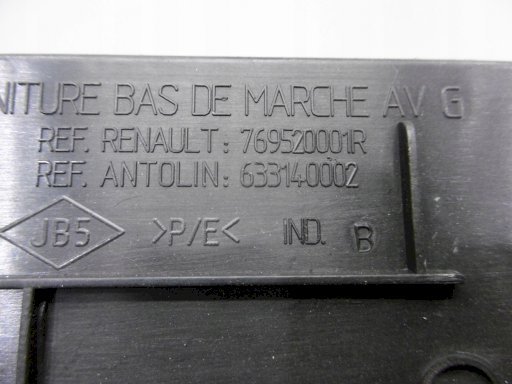 NITURE BAS DE MARCHE AV G
REF. RENAULT: 769520001R
REF. ANTOLIN: 633140002
JB5 >P/E< IND. B